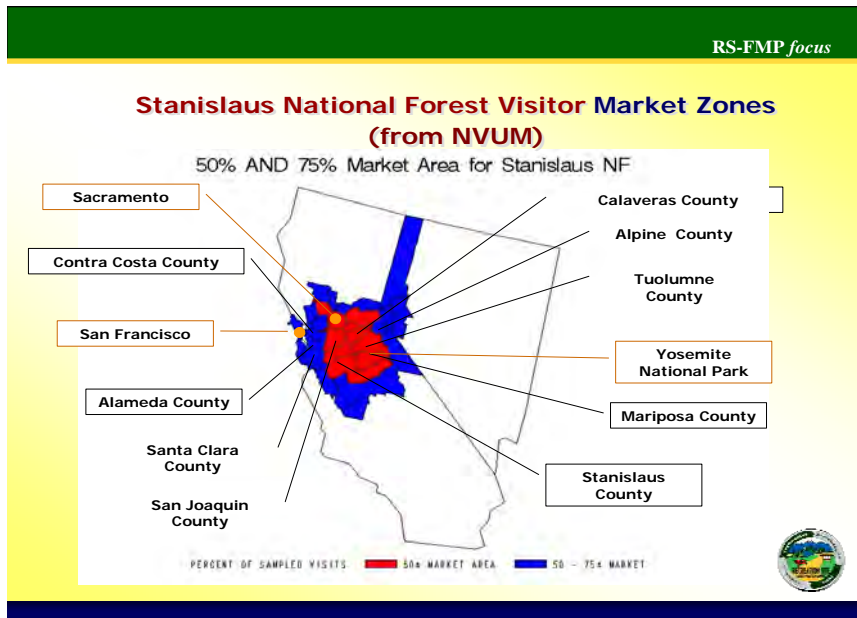 RS-FMP focus
Stanislaus National Forest Visitor Market Zones
(from NVUM)
50% AND 75% Market Area for Stanislaus NF
Sacramento
Calaveras County
Alpine County
Contra Costa County
Tuolumne
County
San Francisco
Yosemite
National Park
Alameda County
Mariposa County
Santa Clara
County
Stanislaus
County
San Joaquin
County
PERCENT OF SAMPLED VISITS
50% MARKET AREA
50 - 75% MARKET